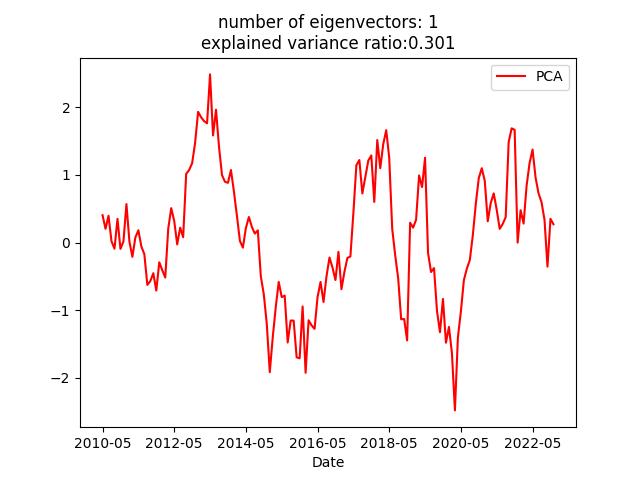 number of eigenvectors: 1
explained variance ratio:0.301
PCA
2
1
0
−1
−2
2010-05 2012-05 2014-05 2016-05 2018-05 2020-05 2022-05
Date